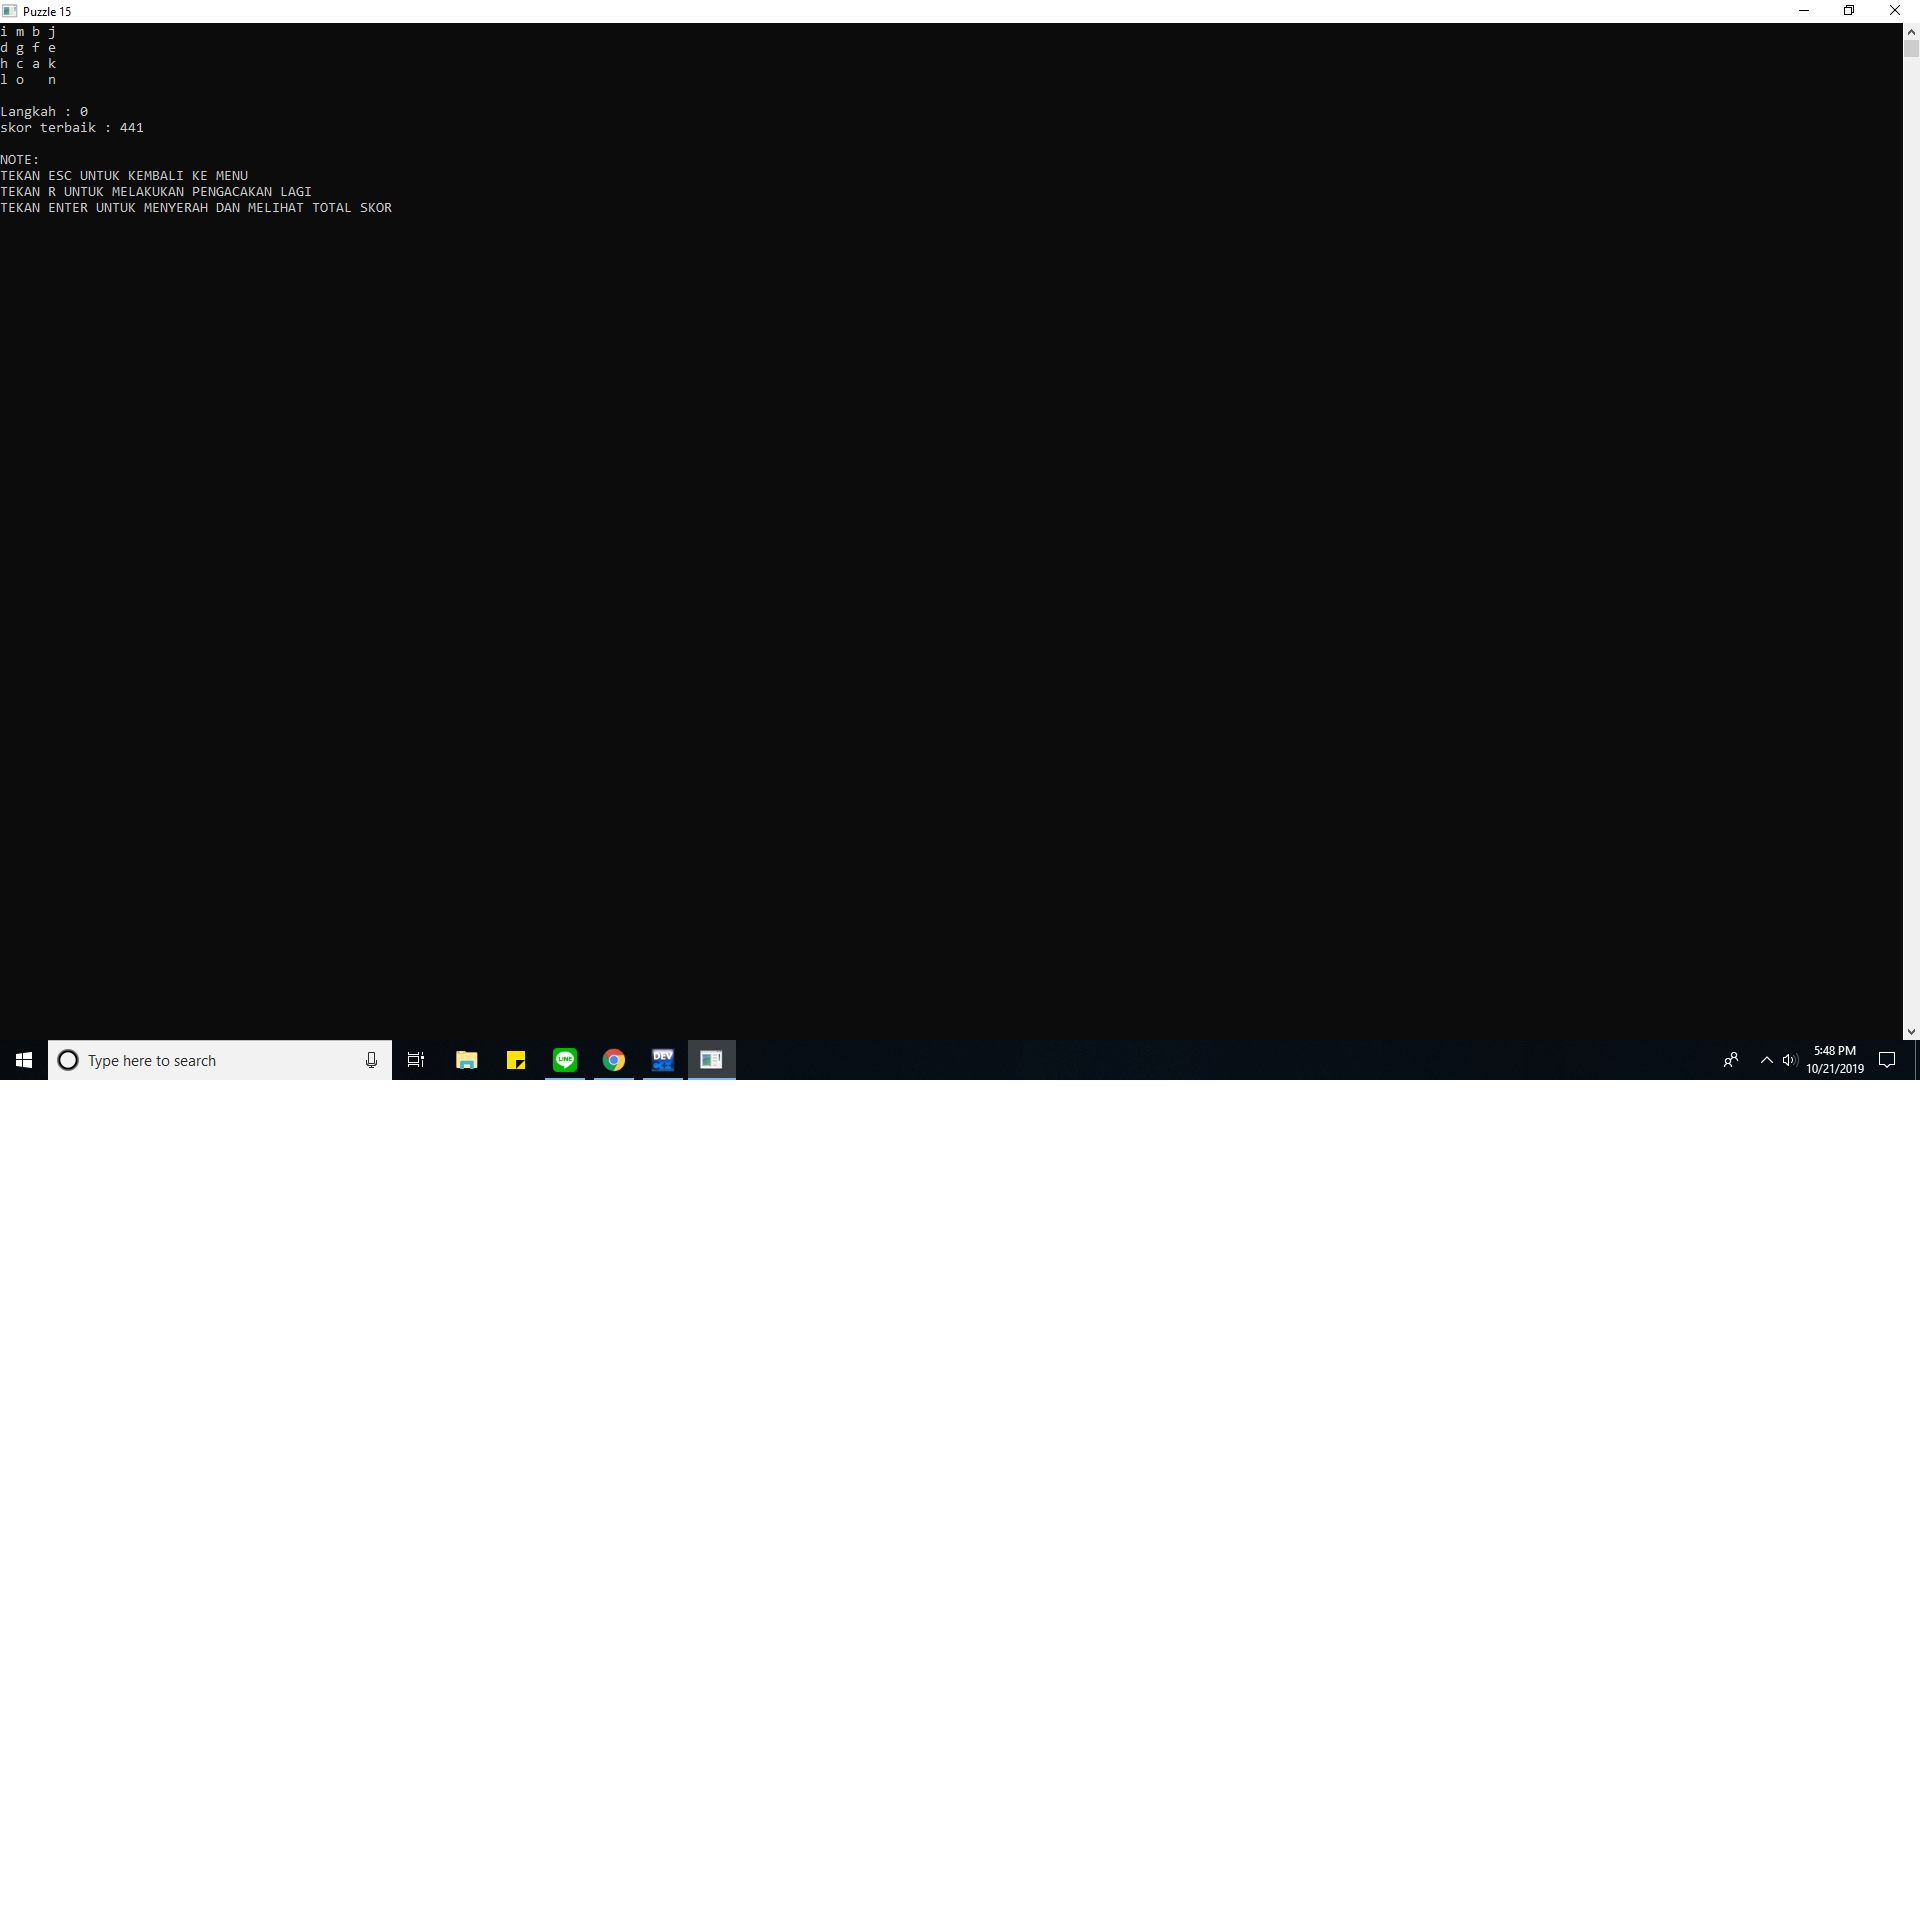 Puzzle 15
i m b j
d g f e
h c a k
l o   n
Langkah : 0
skor terbaik : 441
NOTE:
TEKAN ESC UNTUK KEMBALI KE MENU
TEKAN R UNTUK MELAKUKAN PENGACAKAN LAGI
TEKAN ENTER UNTUK MENYERAH DAN MELIHAT TOTAL SKOR
Type here to search
LINE
DEV
5:48 PM
10/21/2019